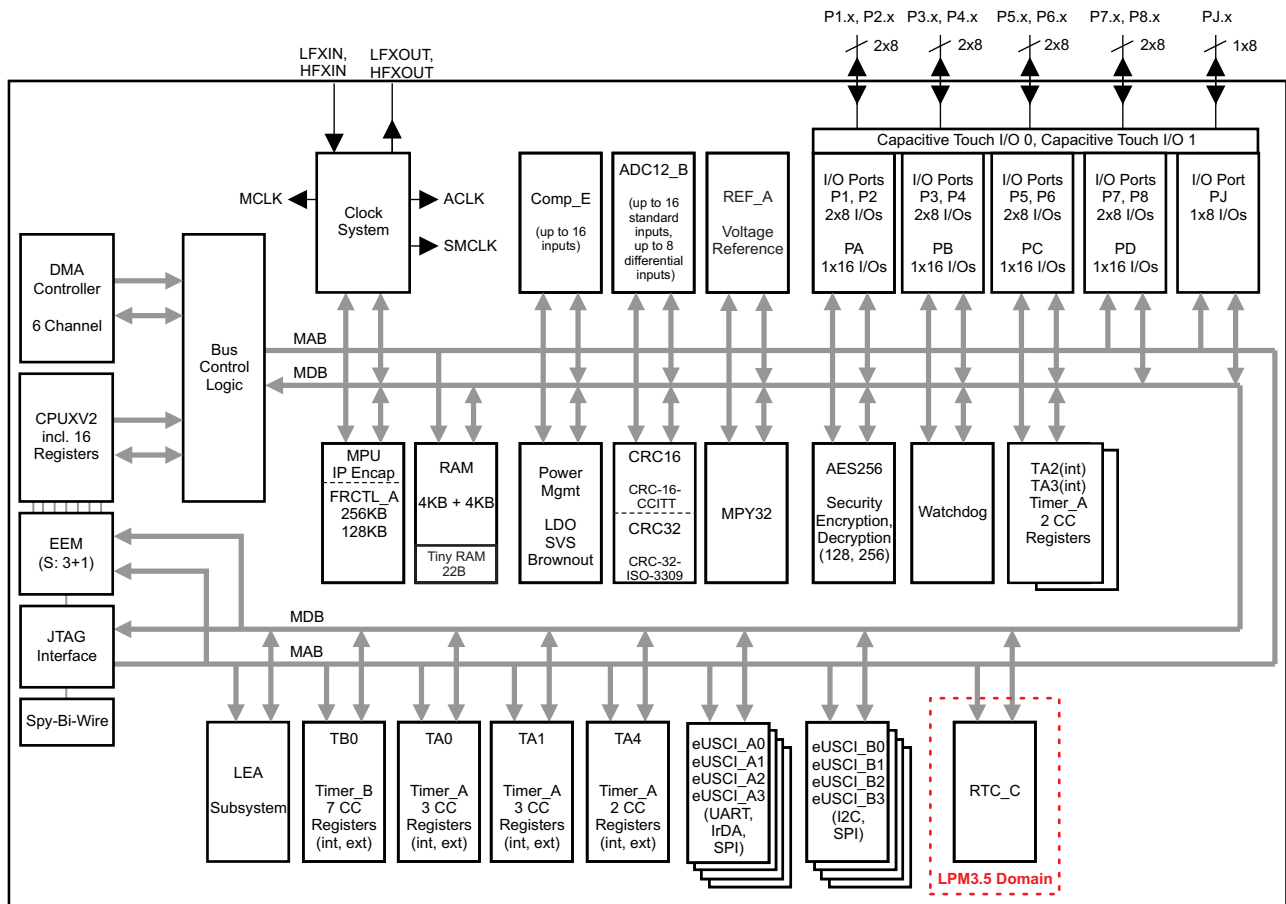 P1.x, P2.x
P3.x, P4.x
P5.x, P6.x
P7.x, P8.x
PJ.x
2x8
2x8
2x8
2x8
1x8
LFXIN,
HFXIN
LFXOUT,
HFXOUT
Capacitive Touch I/O 0, Capacitive Touch I/O 1
MCLK
Clock
System
ACLK
SMCLK
Comp_E
(up to 16
inputs)
ADC12_B
(up to 16
standard
inputs,
up to 8
differential
inputs)
REF_A
Voltage
Reference
I/O Ports
P1, P2
2x8 I/Os
PA
1x16 I/Os
I/O Ports
P3, P4
2x8 I/Os
PB
1x16 I/Os
I/O Ports
P5, P6
2x8 I/Os
PC
1x16 I/Os
I/O Ports
P7, P8
2x8 I/Os
PD
1x16 I/Os
I/O Port
PJ
1x8 I/Os
DMA
Controller
6 Channel
Bus
Control
Logic
MAB
MDB
CPUXV2
incl. 16
Registers
EEM
(S: 3+1)
JTAG
Interface
Spy-Bi-Wire
MPU
IP Encap
FRCTL_A
256KB
128KB
RAM
4KB + 4KB
Tiny RAM
22B
Power
Mgmt
LDO
SVS
Brownout
CRC16
CRC-16-
CCITT
CRC32
CRC-32-
ISO-3309
MPY32
AES256
Security
Encryption,
Decryption
(128, 256)
Watchdog
TA2(int)
TA3(int)
Timer_A
2 CC
Registers
MDB
MAB
LEA
Subsystem
TB0
Timer_B
7 CC
Registers
(int, ext)
TA0
Timer_A
3 CC
Registers
(int, ext)
TA1
Timer_A
3 CC
Registers
(int, ext)
TA4
Timer_A
2 CC
Registers
(int, ext)
eUSCI_A0
eUSCI_A1
eUSCI_A2
eUSCI_A3
(UART,
IrDA,
SPI)
eUSCI_B0
eUSCI_B1
eUSCI_B2
eUSCI_B3
(I2C,
SPI)
RTC_C
LPM3.5 Domain